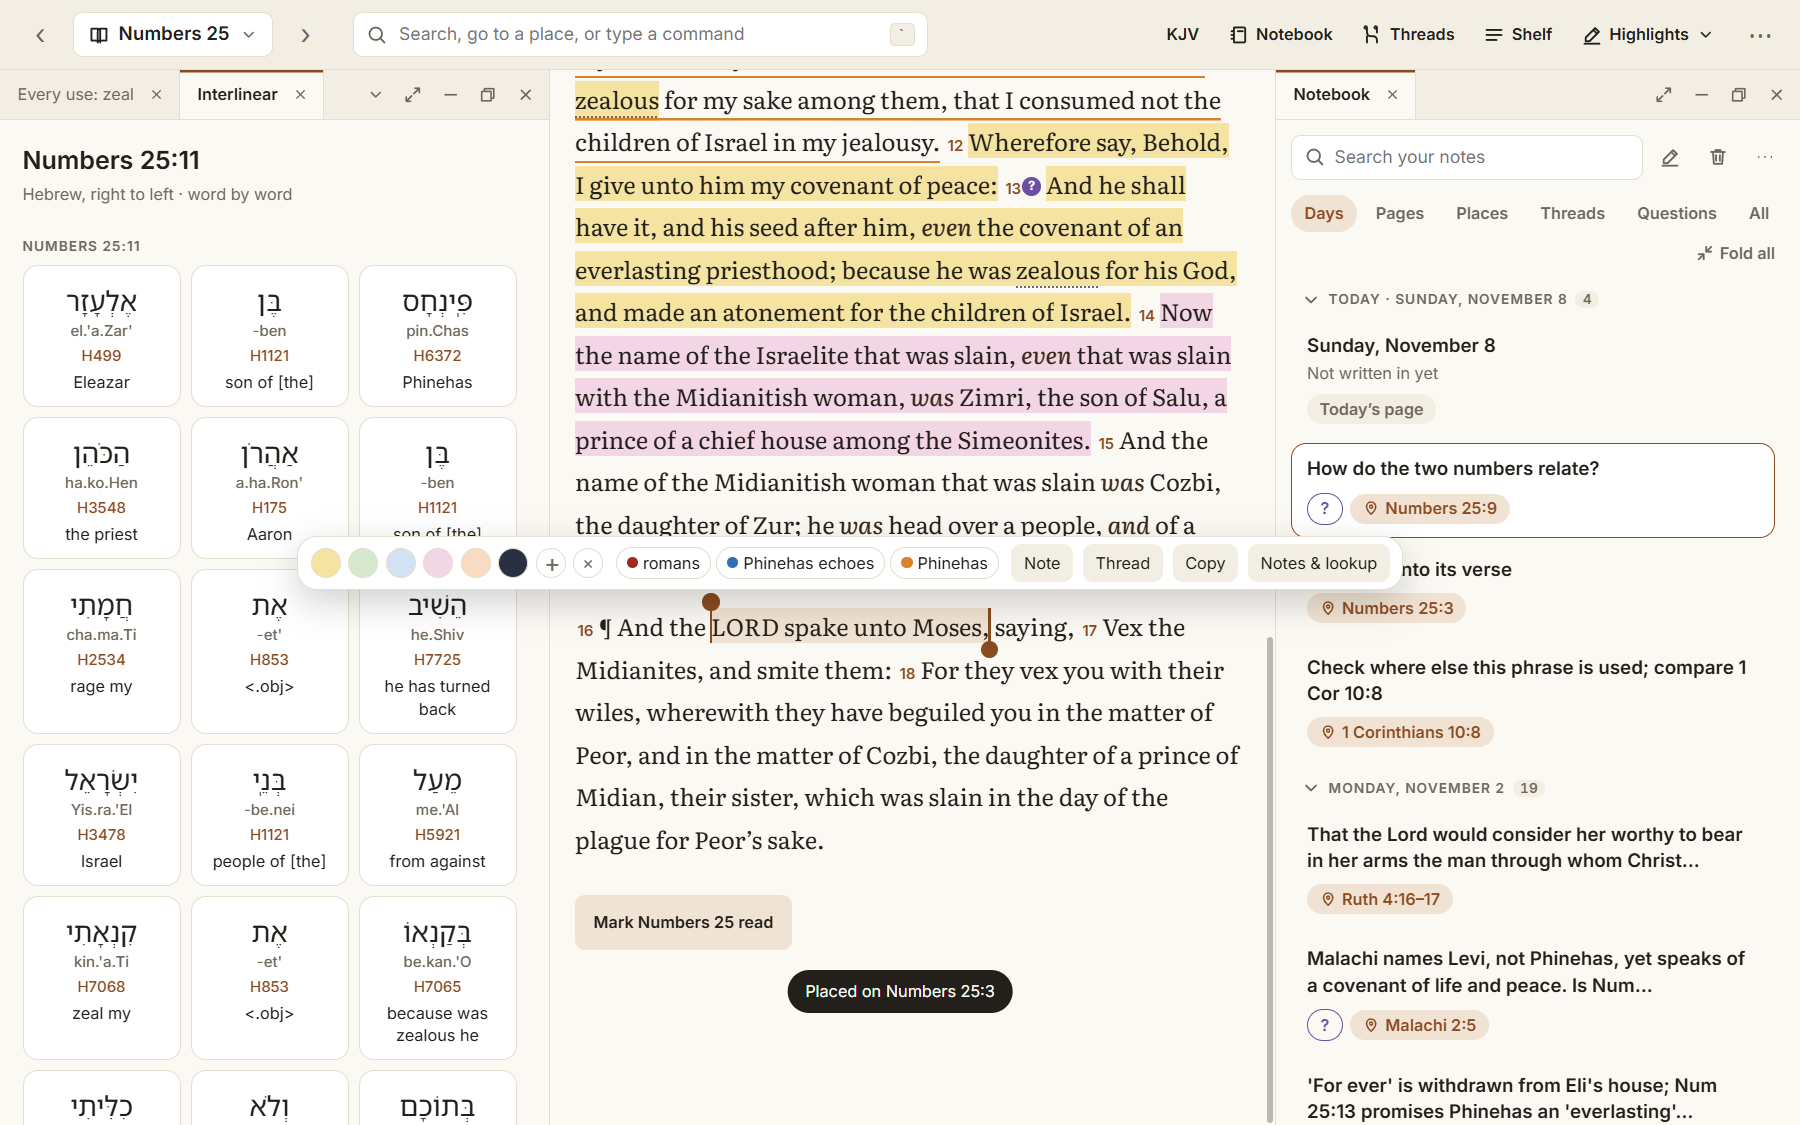 Numbers 25
Search, go to a place, or type a command
`
KJV
Notebook
Threads
Shelf
Highlights
Every use: zeal
Interlinear
Numbers 25:11
Hebrew, right to left · word by word
NUMBERS 25:11
אֶלְעָזָר
בֶּן
פִּֽינְחָס
el.'a.Zar'
-ben
pin.Chas
H499
H1121
H6372
Eleazar
son of [the]
Phinehas
הַכֹּהֵן
אַהֲרֹן
בֶּן
ha.ko.Hen
a.ha.Ron'
-ben
H3548
H175
H1121
the priest
Aaron
son of [the]
חֲמָתִי
אֶת
הֵשִׁיב
cha.ma.Ti
-et'
he.Shiv
H2534
H853
H7725
rage my
<.obj>
he has turned
back
יִשְׂרָאֵל
בְּנֵֽי
מֵעַל
Yis.ra.'El
-be.nei
me.'Al
H3478
H1121
H5921
Israel
people of [the]
from against
קִנְאָתִי
אֶת
בְּקַנְאוֹ
kin.'a.Ti
-et'
be.kan.'O
H7068
H853
H7065
zeal my
<.obj>
because was
zealous he
כִלִּיתִי
וְלֹא
בְּתוֹכָם
zealous for my sake among them, that I consumed not the
children of Israel in my jealousy. 12 Wherefore say, Behold,
I give unto him my covenant of peace: 13 ? And he shall
have it, and his seed after him, even the covenant of an
everlasting priesthood; because he was zealous for his God,
and made an atonement for the children of Israel. 14 Now
the name of the Israelite that was slain, even that was slain
with the Midianitish woman, was Zimri, the son of Salu, a
prince of a chief house among the Simeonites. 15 And the
name of the Midianitish woman that was slain was Cozbi,
the daughter of Zur; he was head over a people, and of a
romans
Phinehas echoes
Phinehas
Note
Thread
Copy
Notes & lookup
16 ¶ And the LORD spake unto Moses, saying, 17 Vex the
Midianites, and smite them: 18 For they vex you with their
wiles, wherewith they have beguiled you in the matter of
Peor, and in the matter of Cozbi, the daughter of a prince of
Midian, their sister, which was slain in the day of the
plague for Peor’s sake.
Mark Numbers 25 read
Placed on Numbers 25:3
Notebook
Search your notes
Days
Pages
Places
Threads
Questions
All
Fold all
TODAY · SUNDAY, NOVEMBER 8 4
Sunday, November 8
Not written in yet
Today’s page
How do the two numbers relate?
?
Numbers 25:9
nto its verse
Numbers 25:3
Check where else this phrase is used; compare 1
Cor 10:8
1 Corinthians 10:8
MONDAY, NOVEMBER 2 19
That the Lord would consider her worthy to bear
in her arms the man through whom Christ…
Ruth 4:16–17
Malachi names Levi, not Phinehas, yet speaks of
a covenant of life and peace. Is Num…
?
Malachi 2:5
'For ever' is withdrawn from Eli's house; Num
25:13 promises Phinehas an 'everlasting'…